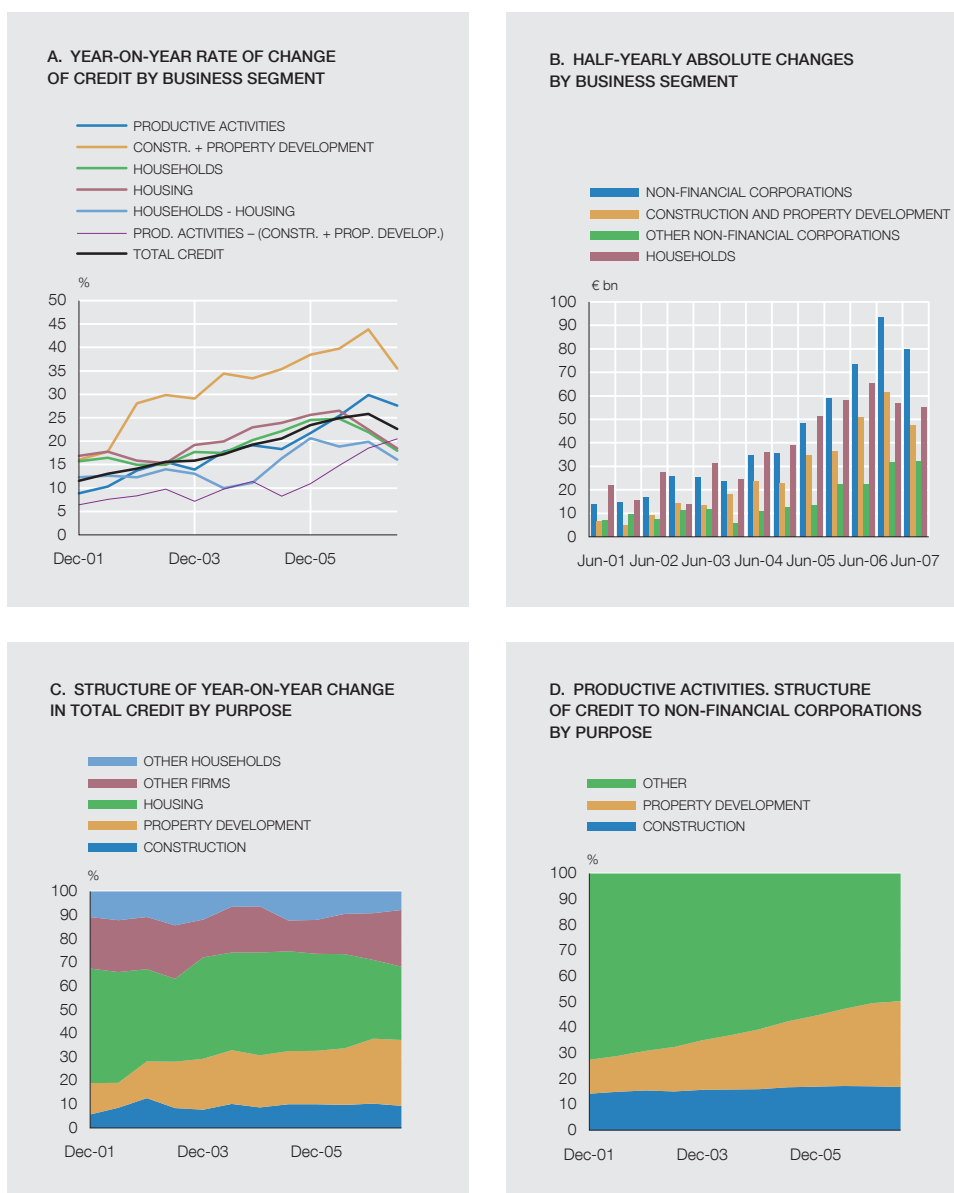 A. YEAR-ON-YEAR RATE OF CHANGE
OF CREDIT BY BUSINESS SEGMENT
PRODUCTIVE ACTIVITIES
CONSTR. + PROPERTY DEVELOPMENT
HOUSEHOLDS
HOUSING
HOUSEHOLDS - HOUSING
PROD. ACTIVITIES – (CONSTR. + PROP. DEVELOP.)
TOTAL CREDIT
%
50
45
40
35
30
25
20
15
10
5
0
Dec-01 Dec-03 Dec-05
B. HALF-YEARLY ABSOLUTE CHANGES
BY BUSINESS SEGMENT
NON-FINANCIAL CORPORATIONS
CONSTRUCTION AND PROPERTY DEVELOPMENT
OTHER NON-FINANCIAL CORPORATIONS
HOUSEHOLDS
€ bn
100
90
80
70
60
50
40
30
20
10
0
Jun-01 Jun-02 Jun-03 Jun-04 Jun-05 Jun-06 Jun-07
C. STRUCTURE OF YEAR-ON-YEAR CHANGE
IN TOTAL CREDIT BY PURPOSE
OTHER HOUSEHOLDS
OTHER FIRMS
HOUSING
PROPERTY DEVELOPMENT
CONSTRUCTION
%
100
90
80
70
60
50
40
30
20
10
0
Dec-01 Dec-03 Dec-05
D. PRODUCTIVE ACTIVITIES. STRUCTURE
OF CREDIT TO NON-FINANCIAL CORPORATIONS
BY PURPOSE
OTHER
PROPERTY DEVELOPMENT
CONSTRUCTION
%
100
90
80
70
60
50
40
30
20
10
0
Dec-01 Dec-03 Dec-05